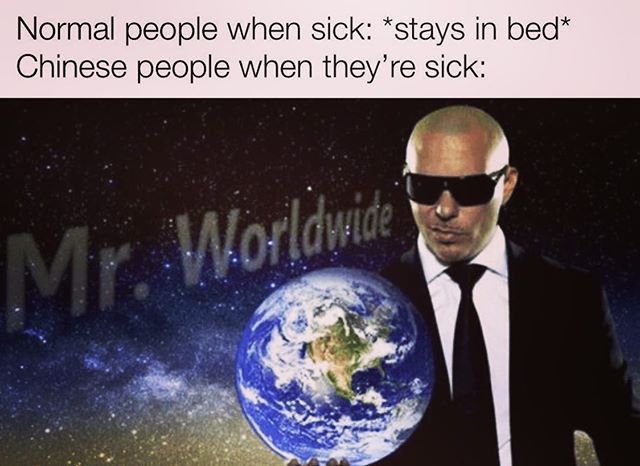 Normal people when sick: *stays in bed*
Chinese people when they're sick:
Mr. Worldwide